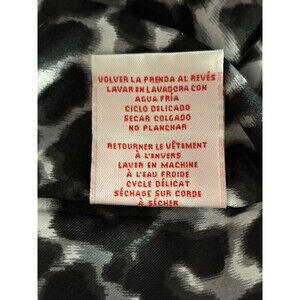 VOLVER LA PRENDA AL REVÉS
LAVAR EN LAVADORA CON
AGUA FRÍA
CICLO DELICADO
SECAR COLGADO
NO PLANCHAR
RETOURNER LE VÊTEMENT
À L'ENVERS
LAVER EN MACHINE
À L'EAU FROIDE
CYCLE DÉLICAT
SÉCHAGE SUR CORDE
À SÉCHER